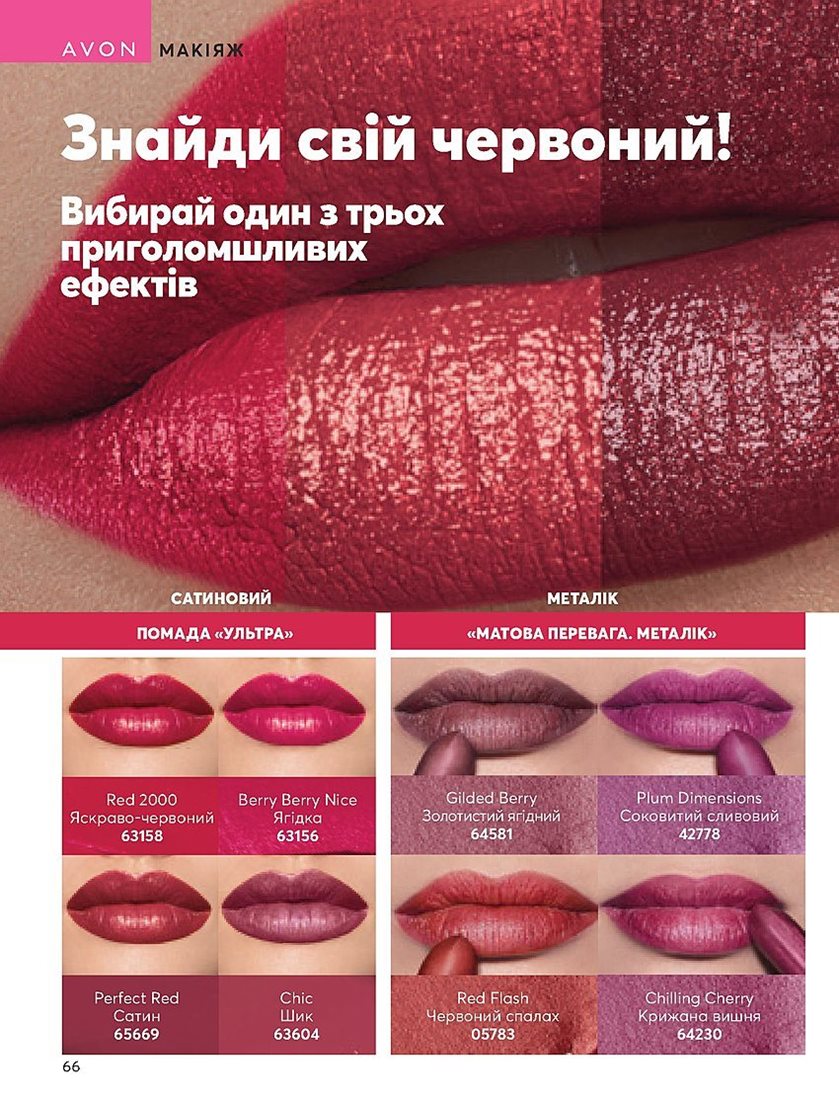 AVON МАКІЯЖ
Знайди свій червоний!
Вибирай один з трьох
приголомшливих
ефектів
САТИНОВИЙ
МЕТАЛІК
ПОМАДА «УЛЬТРА»
Red 2000
Яскраво-червоний
63158
Berry Berry Nice
Ягідка
63156
Perfect Red
Сатин
65669
Chic
Шик
63604
«МАТОВА ПЕРЕВАГА. МЕТАЛІК»
Gilded Berry
Золотистий ягідний
64581
Plum Dimensions
Соковитий сливовий
42778
Red Flash
Червоний спалах
05783
Chilling Cherry
Крижана вишня
64230
66